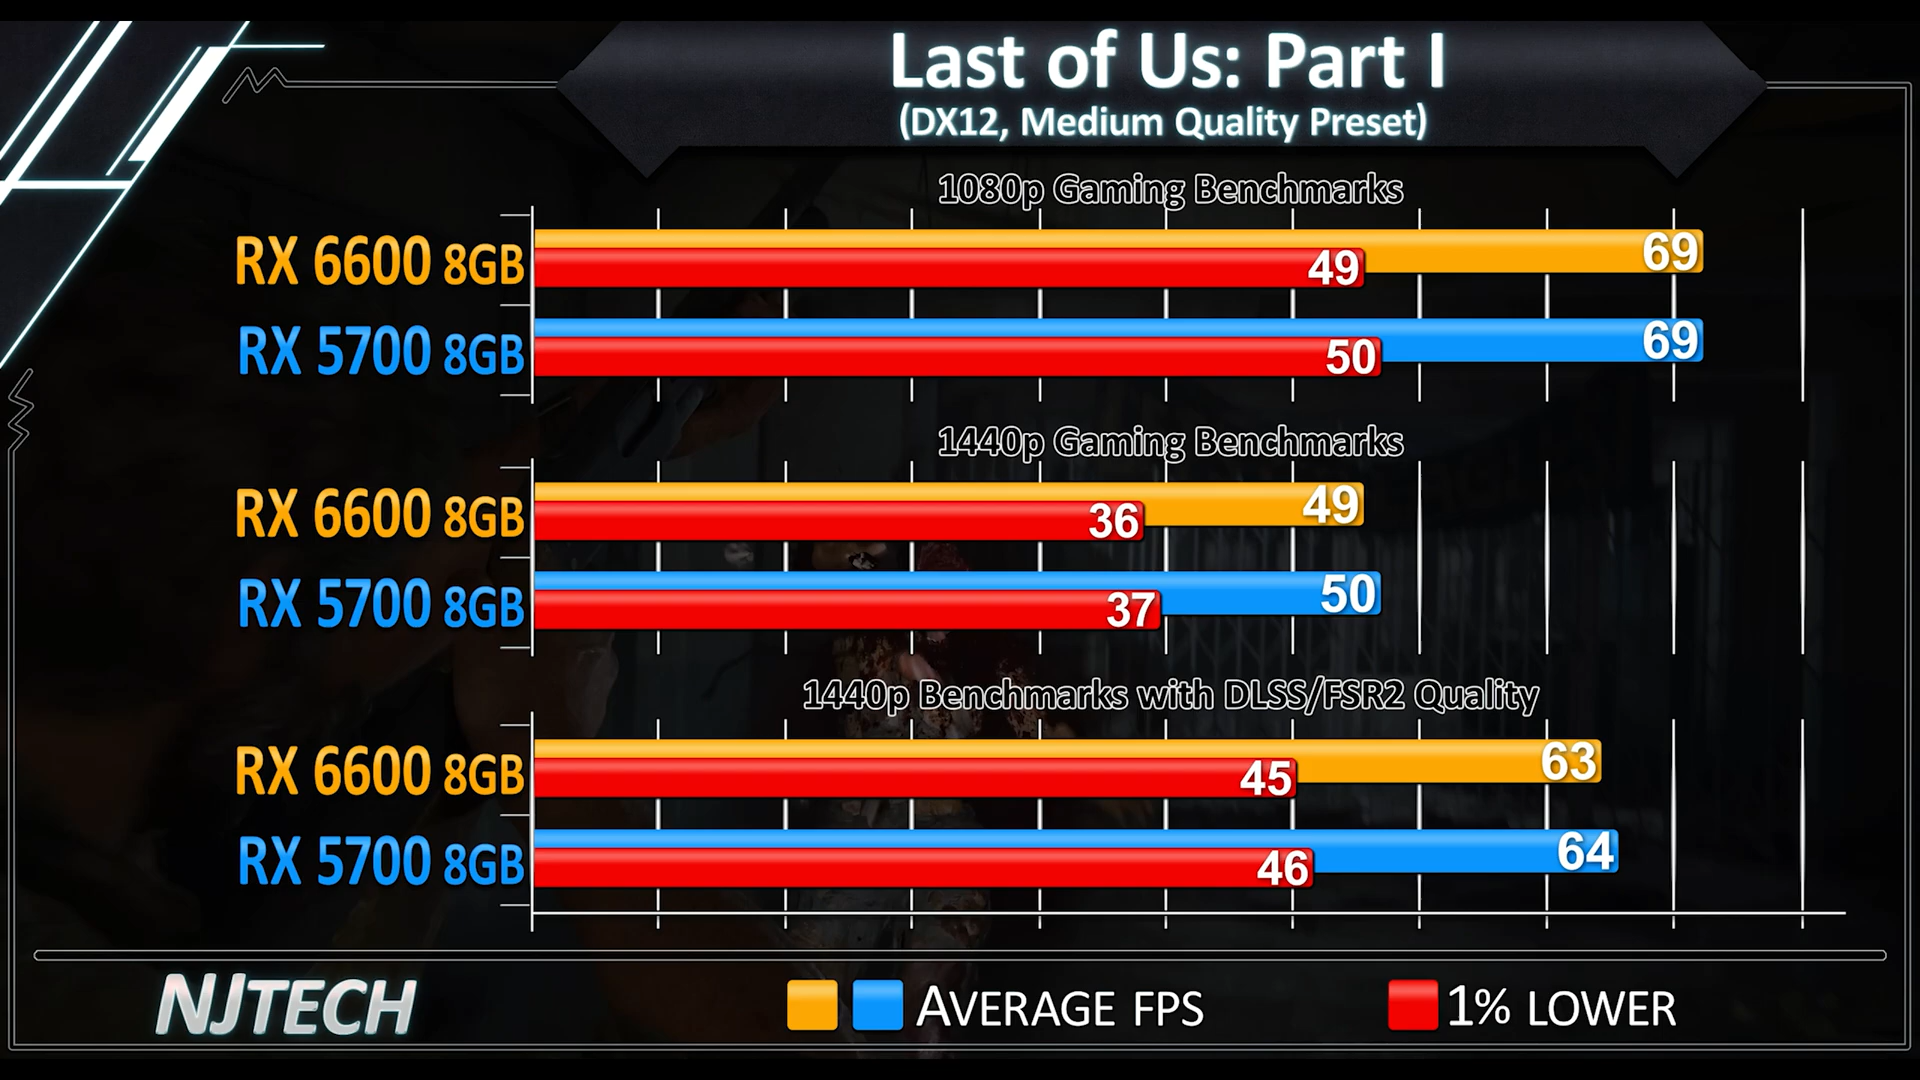 Last of Us: Part I
(DX12, Medium Quality Preset)
1080p Gaming Benchmarks
RX 6600 8GB 49 69
RX 5700 8GB 50 69
1440p Gaming Benchmarks
RX 6600 8GB 36 49
RX 5700 8GB 37 50
1440p Benchmarks with DLSS/FSR2 Quality
RX 6600 8GB 45 63
RX 5700 8GB 46 64
NJTECH AVERAGE FPS 1% LOWER